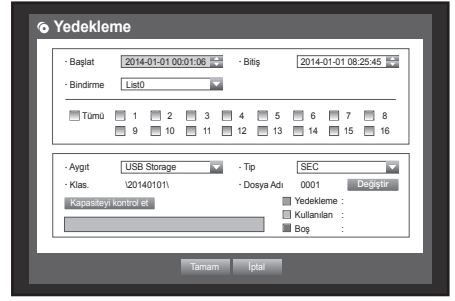 Yedekleme
· Başlat 2014-01-01 00:01:06 · Bitiş 2014-01-01 08:25:45
· Bindirme List0
Tümü 1 2 3 4 5 6 7 8
9 10 11 12 13 14 15 16
· Aygıt USB Storage · Tip SEC
· Klas. \20140101\ · Dosya Adı 0001 Değiştir
Kapasiteyi kontrol et Yedekleme :
Kullanılan :
Boş :
Tamam İptal